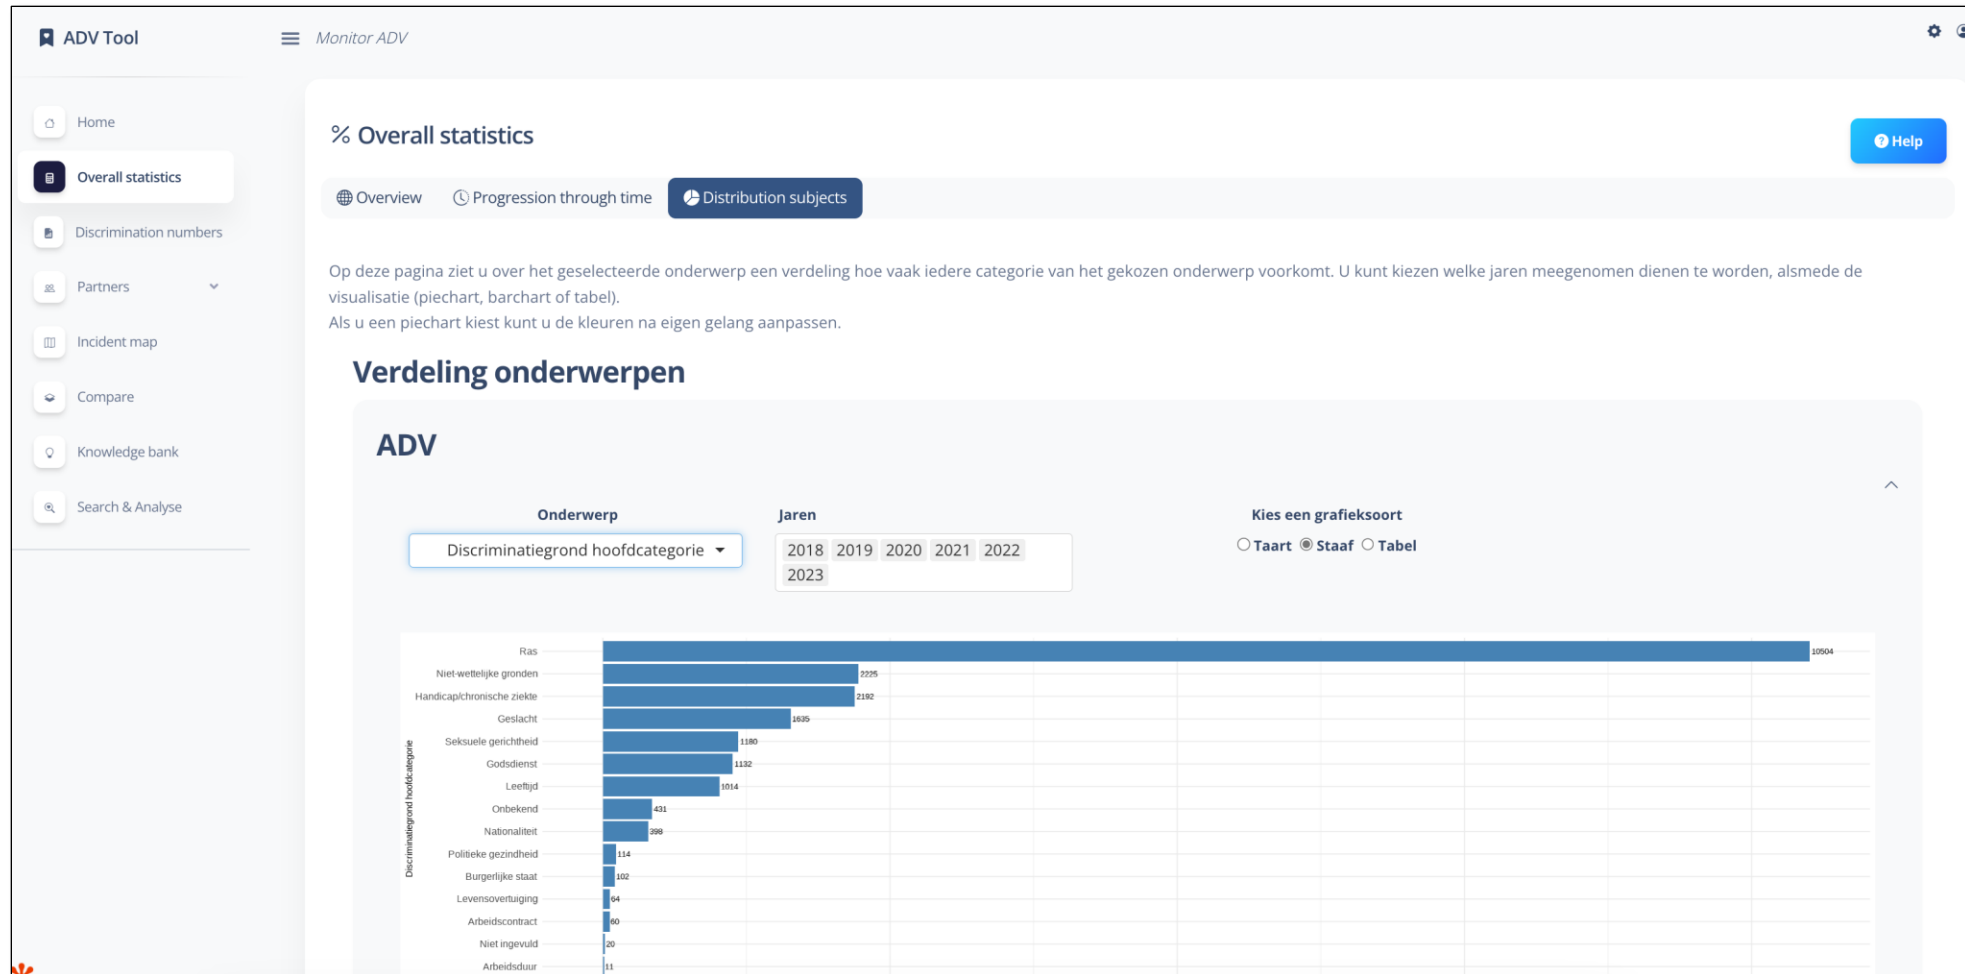 ADV Tool
Monitor ADV
Home
Overall statistics
Discrimination numbers
Partners
Incident map
Compare
Knowledge bank
Search & Analyse
% Overall statistics
Help
Overview
Progression through time
Distribution subjects
Op deze pagina ziet u over het geselecteerde onderwerp een verdeling hoe vaak iedere categorie van het gekozen onderwerp voorkomt. U kunt kiezen welke jaren meegenomen dienen te worden, alsmede de
visualisatie (piechart, barchart of tabel).
Als u een piechart kiest kunt u de kleuren na eigen gelang aanpassen.
Verdeling onderwerpen
ADV
Onderwerp
Discriminatiegrond hoofdcategorie
Jaren
2018 2019 2020 2021 2022
2023
Kies een grafieksoort
Taart Staaf Tabel
Discriminatiegrond hoofdcategorie
Ras 10504
Niet-wettelijke gronden 2225
Handicap/chronische ziekte 2192
Geslacht 1635
Seksuele gerichtheid 1180
Godsdienst 1132
Leeftijd 1014
Onbekend 431
Nationaliteit 398
Politieke gezindheid 114
Burgerlijke staat 102
Levensovertuiging 64
Arbeidscontract 60
Niet ingevuld 20
Arbeidsduur 11